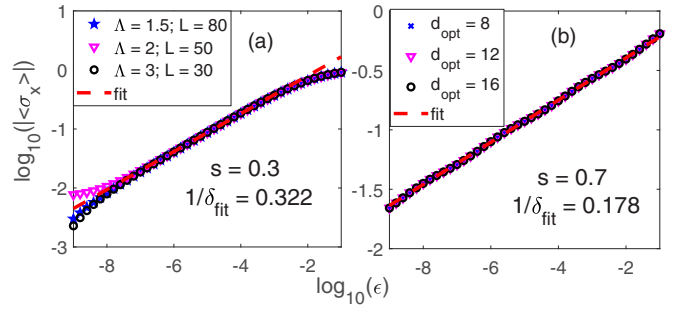 log10(|<σx>|)
1
0
-1
-2
-3
Λ = 1.5; L = 80
Λ = 2; L = 50
Λ = 3; L = 30
fit
(a)
s = 0.3
1/δfit = 0.322
-8 -6 -4 -2
0
-0.5
-1
-1.5
-2
dopt = 8
dopt = 12
dopt = 16
fit
(b)
s = 0.7
1/δfit = 0.178
-8 -6 -4 -2
log10(ϵ)